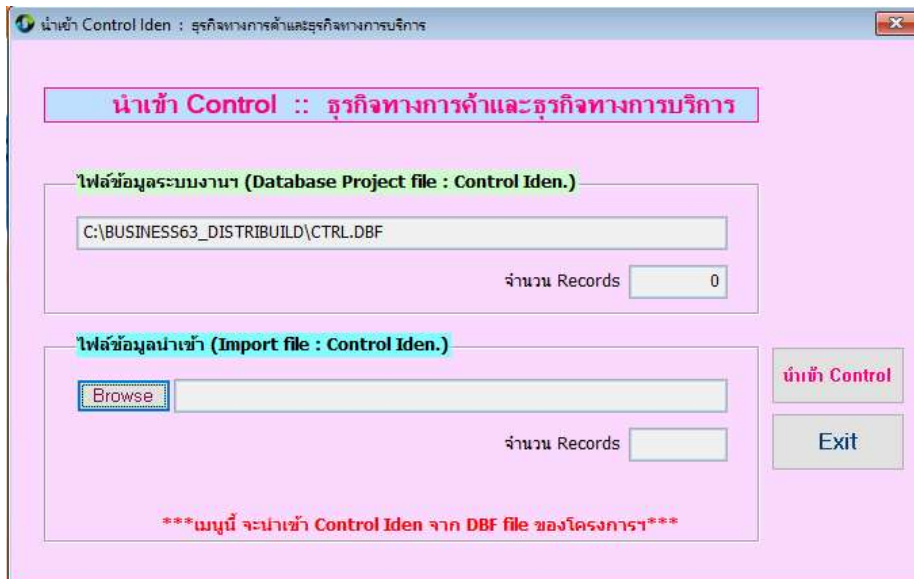 นำเข้า Control Iden : ธุรกิจทางการค้าและธุรกิจทางการบริการ
นำเข้า Control :: ธุรกิจทางการค้าและธุรกิจทางการบริการ
ไฟล์ข้อมูลระบบงานฯ (Database Project file : Control Iden.)
C:\BUSINESS63_DISTRIBUILD\CTRL.DBF
จำนวน Records 0
ไฟล์ข้อมูลนำเข้า (Import file : Control Iden.)
Browse
จำนวน Records
นำเข้า Control
Exit
***เมนูนี้ จะนำเข้า Control Iden จาก DBF file ของโครงการฯ***